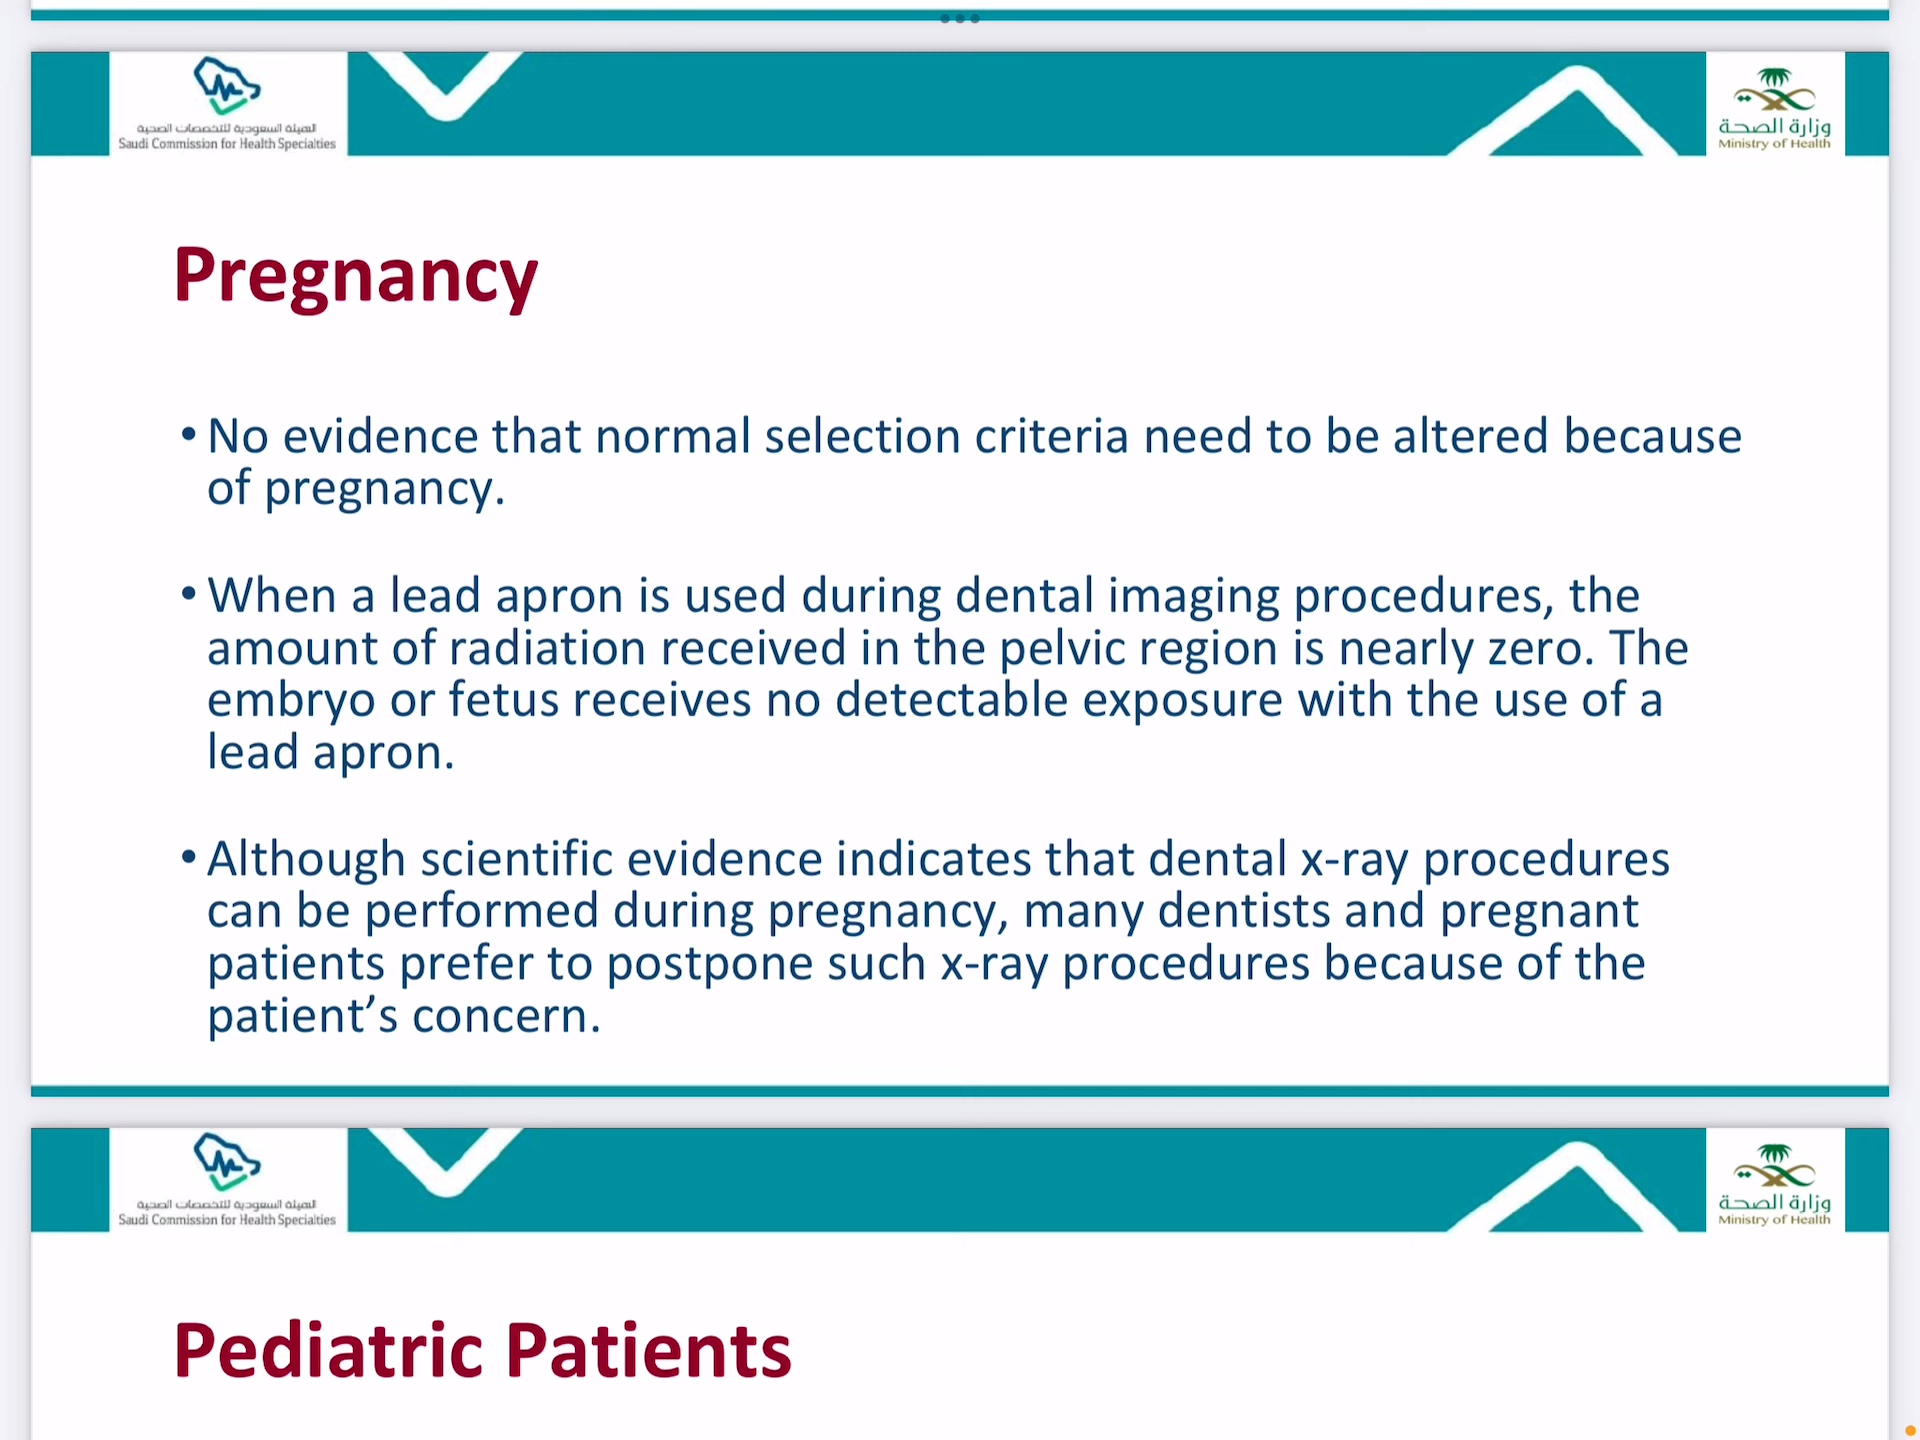 الهيئة السعودية للتخصصات الصحية
Saudi Commission for Health Specialties
وزارة الصحة
Ministry of Health
Pregnancy
• No evidence that normal selection criteria need to be altered because
of pregnancy.
• When a lead apron is used during dental imaging procedures, the
amount of radiation received in the pelvic region is nearly zero. The
embryo or fetus receives no detectable exposure with the use of a
lead apron.
• Although scientific evidence indicates that dental x-ray procedures
can be performed during pregnancy, many dentists and pregnant
patients prefer to postpone such x-ray procedures because of the
patient’s concern.
الهيئة السعودية للتخصصات الصحية
Saudi Commission for Health Specialties
وزارة الصحة
Ministry of Health
Pediatric Patients